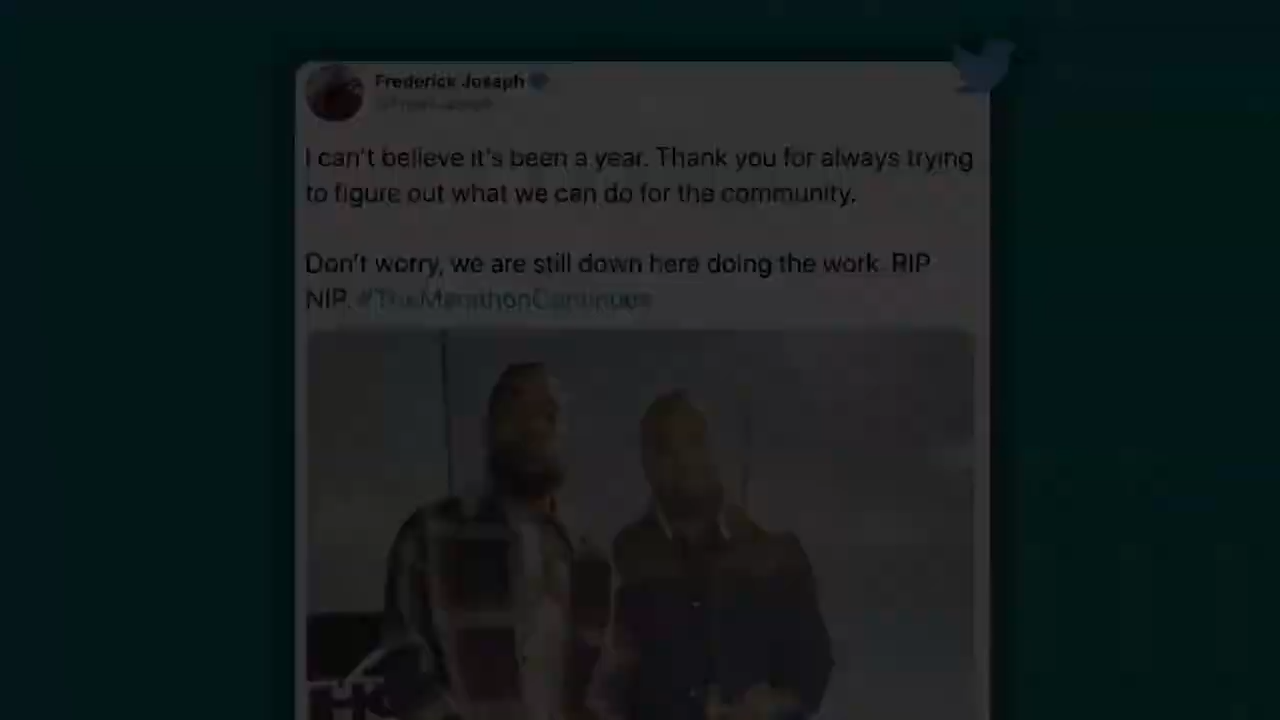 Frederick Joseph
I can't believe it's been a year. Thank you for always trying
to figure out what we can do for the community.
Don't worry, we are still down here doing the work. RIP
NIP. #TheMarathonContinues